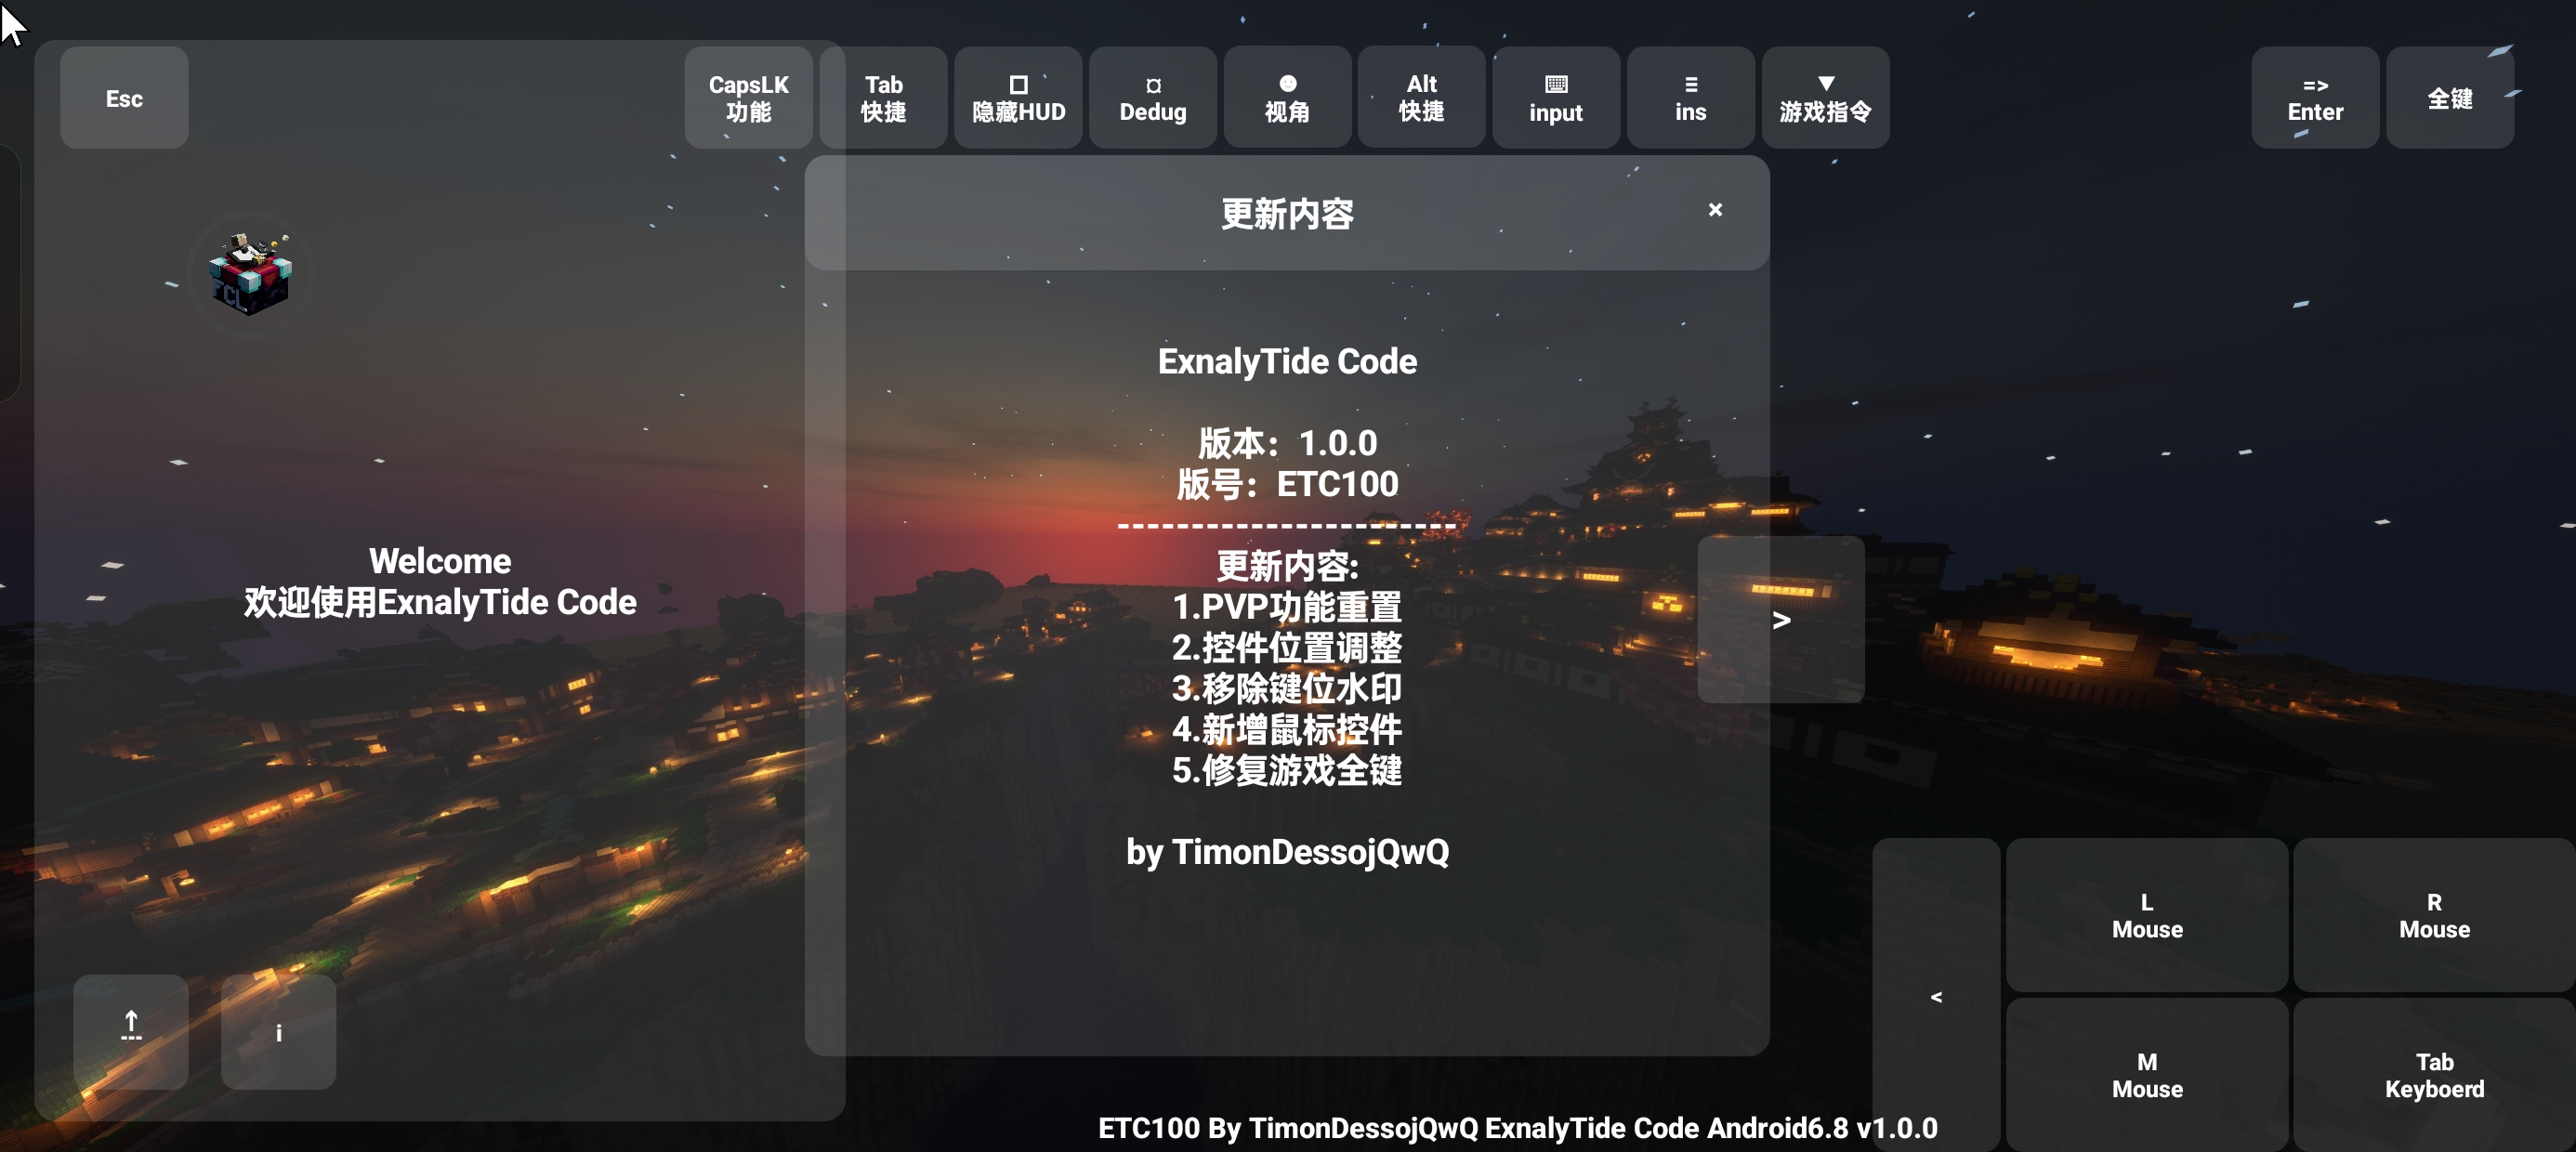 Esc
CapsLK
功能
Tab
快捷
隐藏HUD
¤
Dedug
☻
视角
Alt
快捷
⌨
input
≡
ins
▼
游戏指令
=>
Enter
全键
更新内容
×
FCL
ExnalyTide Code
版本：1.0.0
版号：ETC100
-----------------------
更新内容:
1.PVP功能重置
2.控件位置调整
3.移除键位水印
4.新增鼠标控件
5.修复游戏全键
by TimonDessojQwQ
Welcome
欢迎使用ExnalyTide Code
>
i
<
L
Mouse
R
Mouse
M
Mouse
Tab
Keyboerd
ETC100 By TimonDessojQwQ ExnalyTide Code Android6.8 v1.0.0